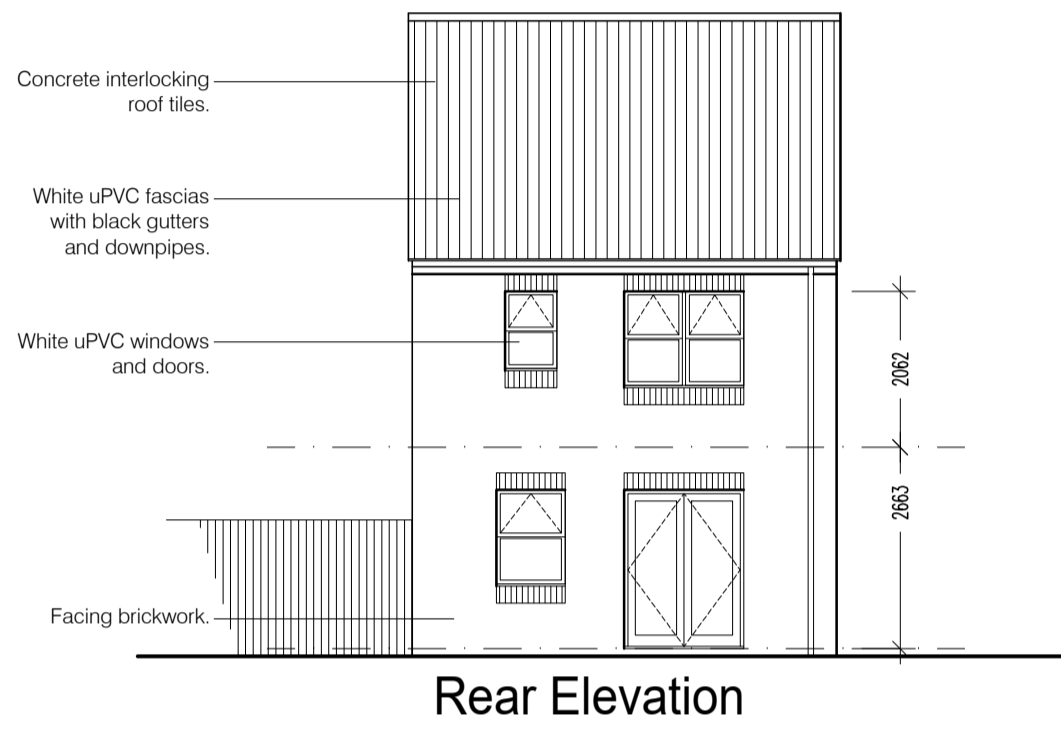 Concrete interlocking
roof tiles.
White uPVC fascias
with black gutters
and downpipes.
White uPVC windows
and doors.
2062
2663
Facing brickwork.
Rear Elevation